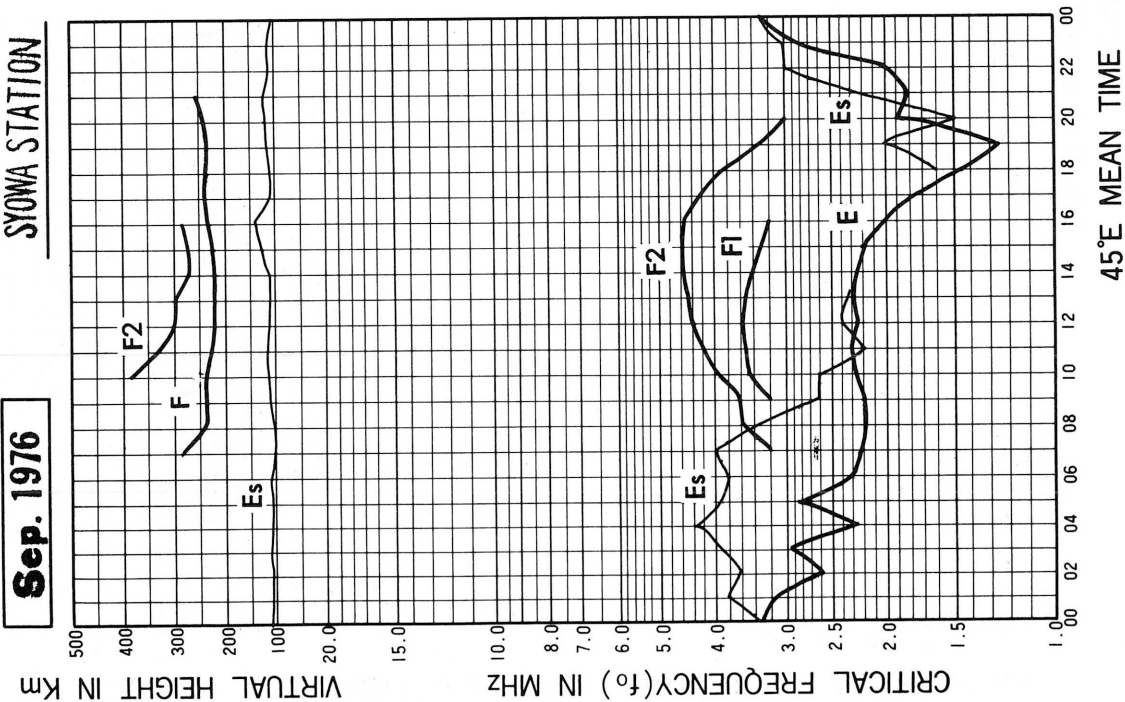 Sep. 1976
SYOWA STATION
VIRTUAL HEIGHT IN Km
500
400
300
200
100
F2
F
Es
CRITICAL FREQUENCY(fo) IN MHz
15.0
10.0
8.0
7.0
6.0
5.0
4.0
3.0
2.5
2.0
1.5
1.0
F2
F1
Es
E
Es
00 02 04 06 08 10 12 14 16 18 20 22 00
45°E MEAN TIME